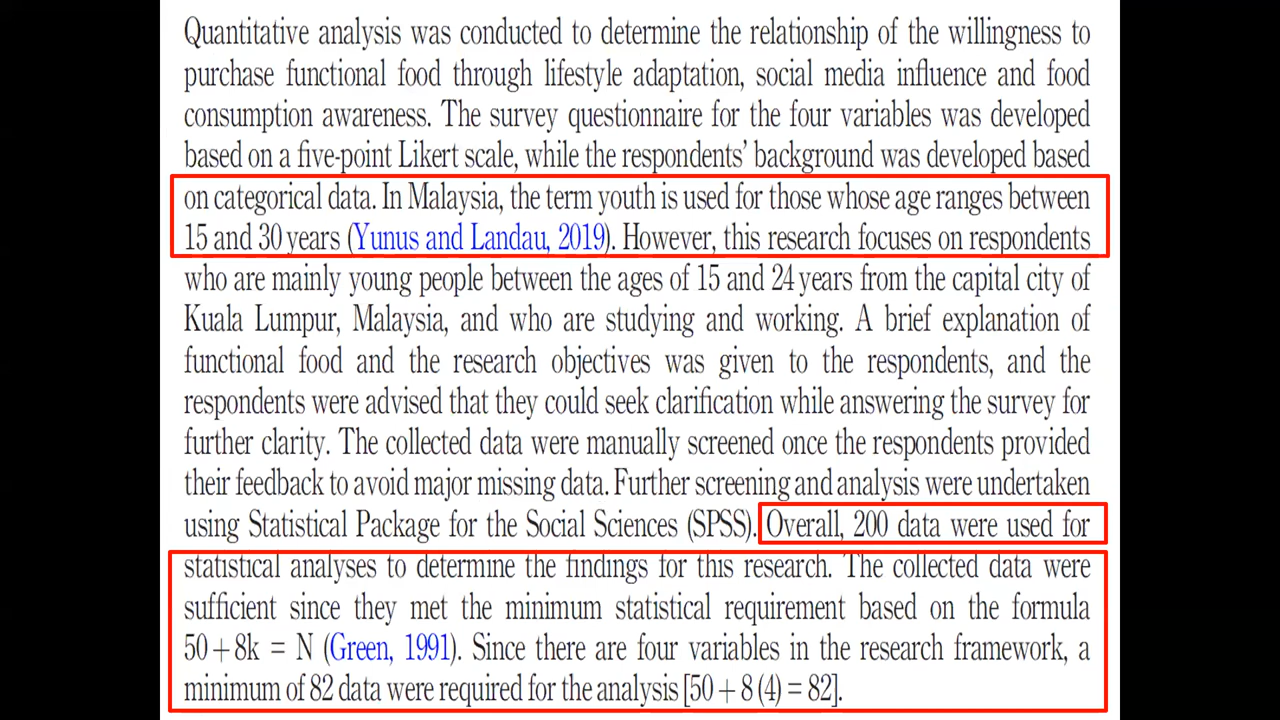 Quantitative analysis was conducted to determine the relationship of the willingness to
purchase functional food through lifestyle adaptation, social media influence and food
consumption awareness. The survey questionnaire for the four variables was developed
based on a five-point Likert scale, while the respondents' background was developed based
on categorical data. In Malaysia, the term youth is used for those whose age ranges between
15 and 30 years (Yunus and Landau, 2019). However, this research focuses on respondents
who are mainly young people between the ages of 15 and 24 years from the capital city of
Kuala Lumpur, Malaysia, and who are studying and working. A brief explanation of
functional food and the research objectives was given to the respondents, and the
respondents were advised that they could seek clarification while answering the survey for
further clarity. The collected data were manually screened once the respondents provided
their feedback to avoid major missing data. Further screening and analysis were undertaken
using Statistical Package for the Social Sciences (SPSS). Overall, 200 data were used for
statistical analyses to determine the findings for this research. The collected data were
sufficient since they met the minimum statistical requirement based on the formula
50 + 8k = N (Green, 1991). Since there are four variables in the research framework, a
minimum of 82 data were required for the analysis [50 + 8 (4) = 82].